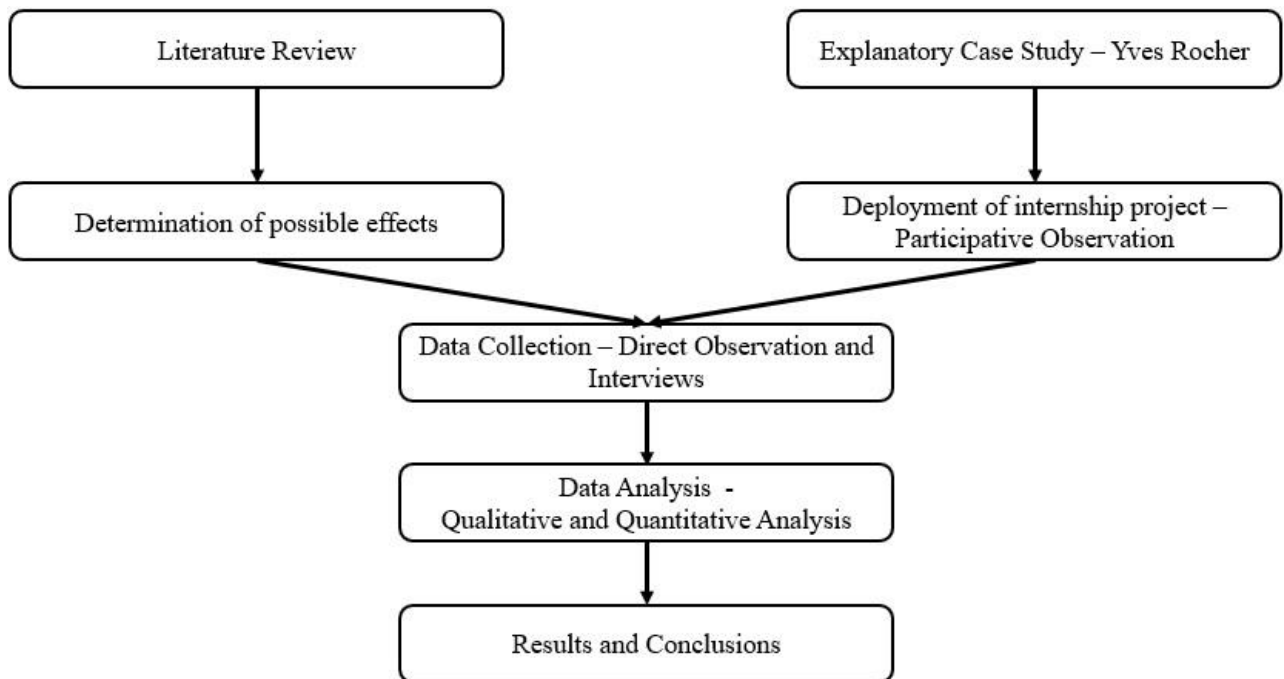 Literature Review
Explanatory Case Study – Yves Rocher
Determination of possible effects
Deployment of internship project –
Participative Observation
Data Collection – Direct Observation and
Interviews
Data Analysis  -
Qualitative and Quantitative Analysis
Results and Conclusions